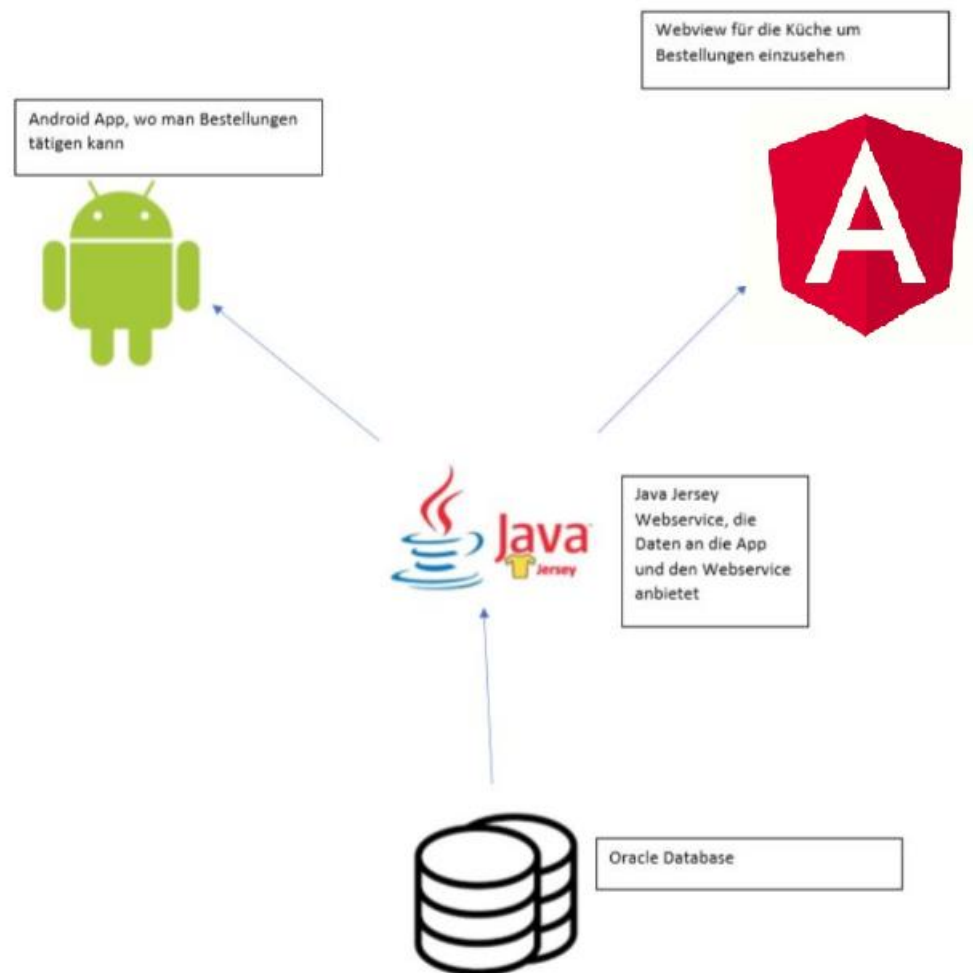 Webview für die Küche um
Bestellungen einzusehen
Android App, wo man Bestellungen
tätigen kann
Java
Jersey
Java Jersey
Webservice, die
Daten an die App
und den Webservice
anbietet
Oracle Database